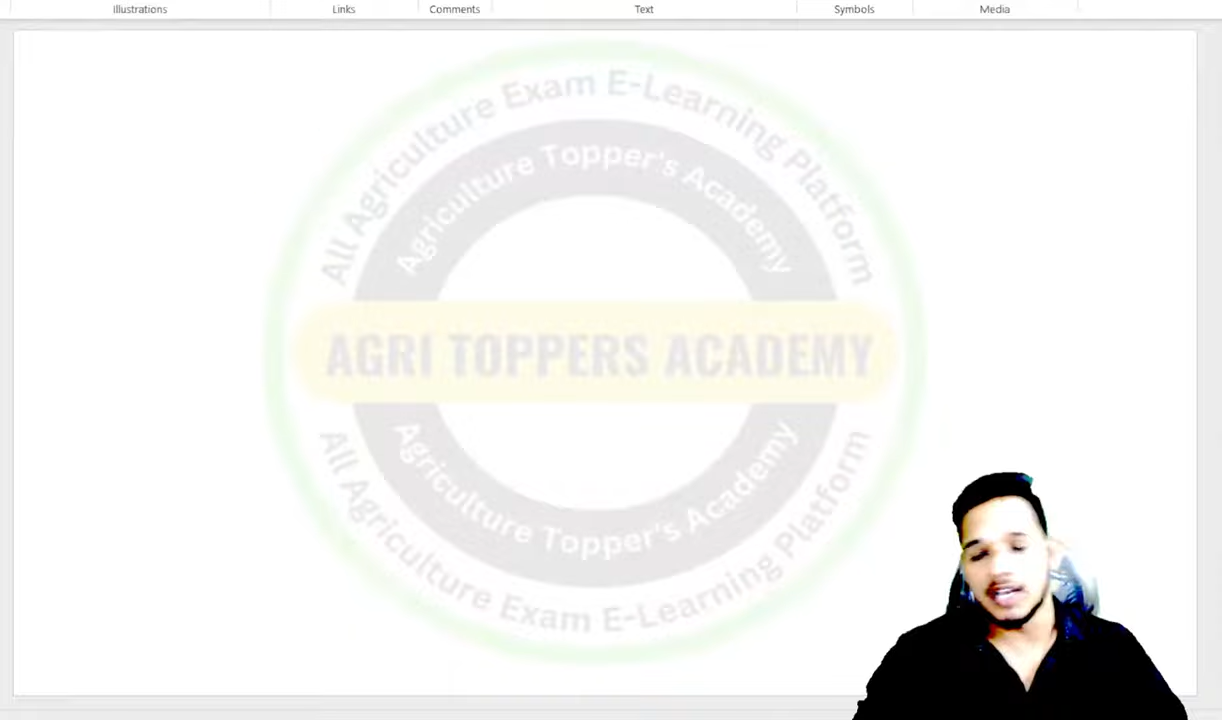 Illustrations Links Comments Text Symbols Media
All Agriculture Exam E-Learning Platform
Agriculture Topper's Academy
AGRI TOPPERS ACADEMY
Agriculture Topper's Academy
All Agriculture Exam E-Learning Platform